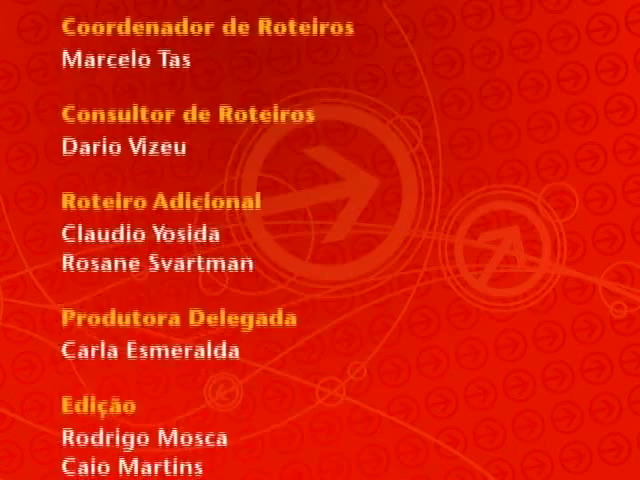 Coordenador de Roteiros
Marcelo Tas
Consultor de Roteiros
Dario Vizeu
Roteiro Adicional
Claudio Yosida
Rosane Svartman
Produtora Delegada
Carla Esmeralda
Edição
Rodrigo Mosca
Caio Martins